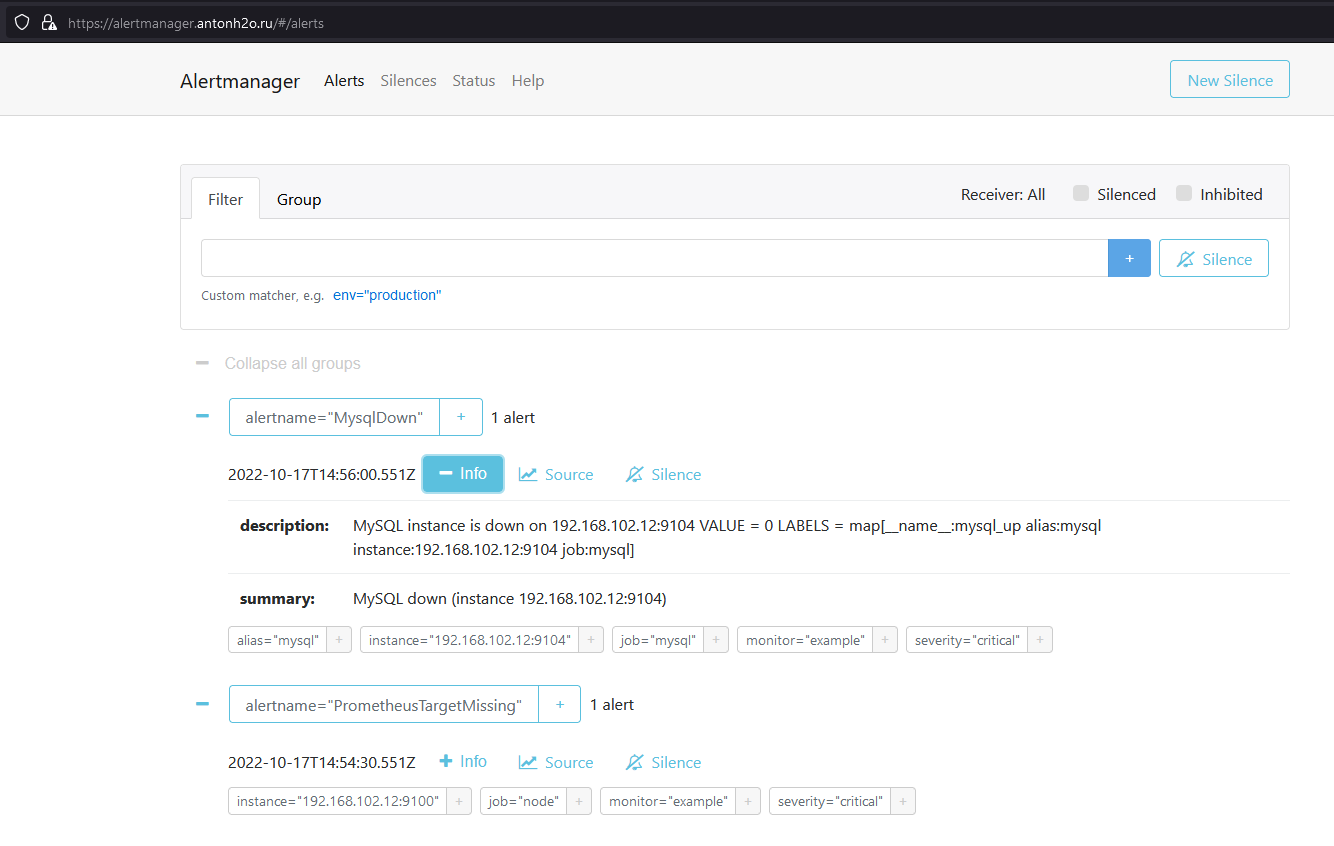 https://alertmanager.antonh2o.ru/#/alerts
Alertmanager Alerts Silences Status Help New Silence
Filter Group Receiver: All Silenced Inhibited
+ Silence
Custom matcher, e.g. env="production"
Collapse all groups
alertname="MysqlDown" + 1 alert
2022-10-17T14:56:00.551Z Info Source Silence
description: MySQL instance is down on 192.168.102.12:9104 VALUE = 0 LABELS = map[__name__:mysql_up alias:mysql
instance:192.168.102.12:9104 job:mysql]
summary: MySQL down (instance 192.168.102.12:9104)
alias="mysql" + instance="192.168.102.12:9104" + job="mysql" + monitor="example" + severity="critical" +
alertname="PrometheusTargetMissing" + 1 alert
2022-10-17T14:54:30.551Z Info Source Silence
instance="192.168.102.12:9100" + job="node" + monitor="example" + severity="critical" +